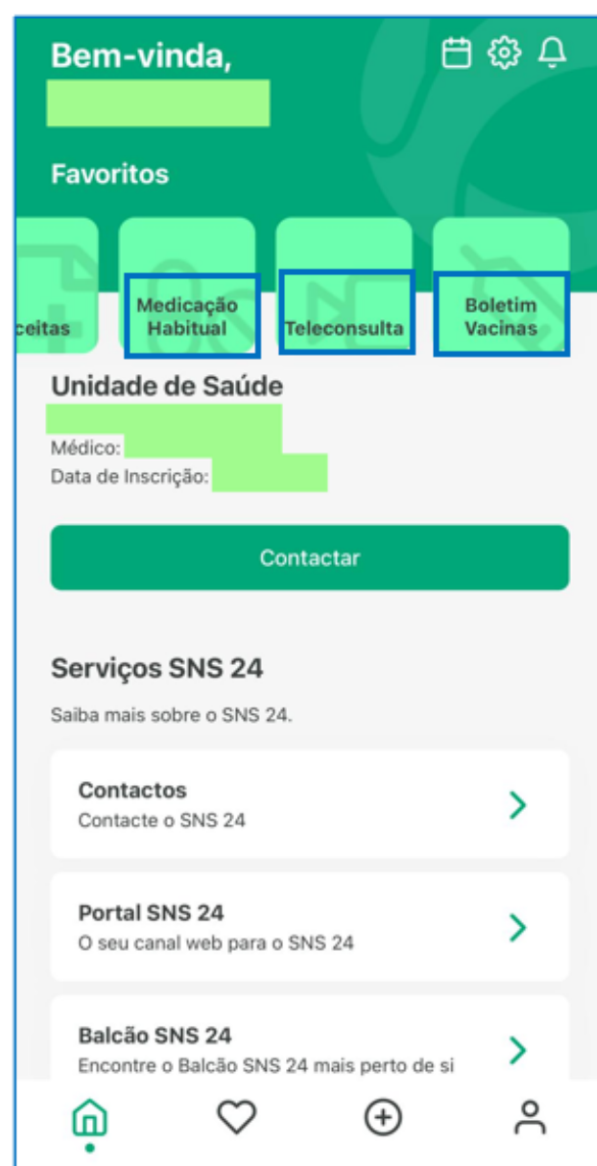 Bem-vinda,
Favoritos
ceitas
Medicação
Habitual
Teleconsulta
Boletim
Vacinas
Unidade de Saúde
Médico:
Data de Inscrição:
Contactar
Serviços SNS 24
Saiba mais sobre o SNS 24.
Contactos
Contacte o SNS 24
Portal SNS 24
O seu canal web para o SNS 24
Balcão SNS 24
Encontre o Balcão SNS 24 mais perto de si